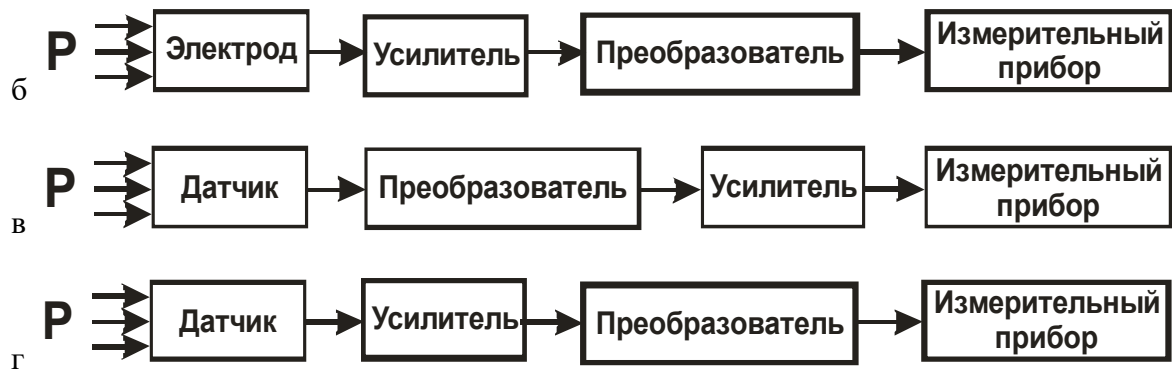 Р Электрод Усилитель Преобразователь Измерительный прибор
б
Р Датчик Преобразователь Усилитель Измерительный прибор
в
Р Датчик Усилитель Преобразователь Измерительный прибор
г